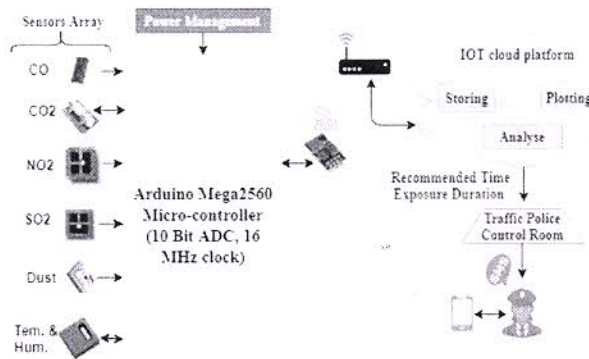 Sensors Array
Power Management
CO
CO2
NO2
SO2
Dust
Tem. &
Hum.
Arduino Mega2560
Micro-controller
(10 Bit ADC, 16
MHz clock)
IOT cloud platform
Storing
Plotting
Analyse
Recommended Time
Exposure Duration
Traffic Police
Control Room